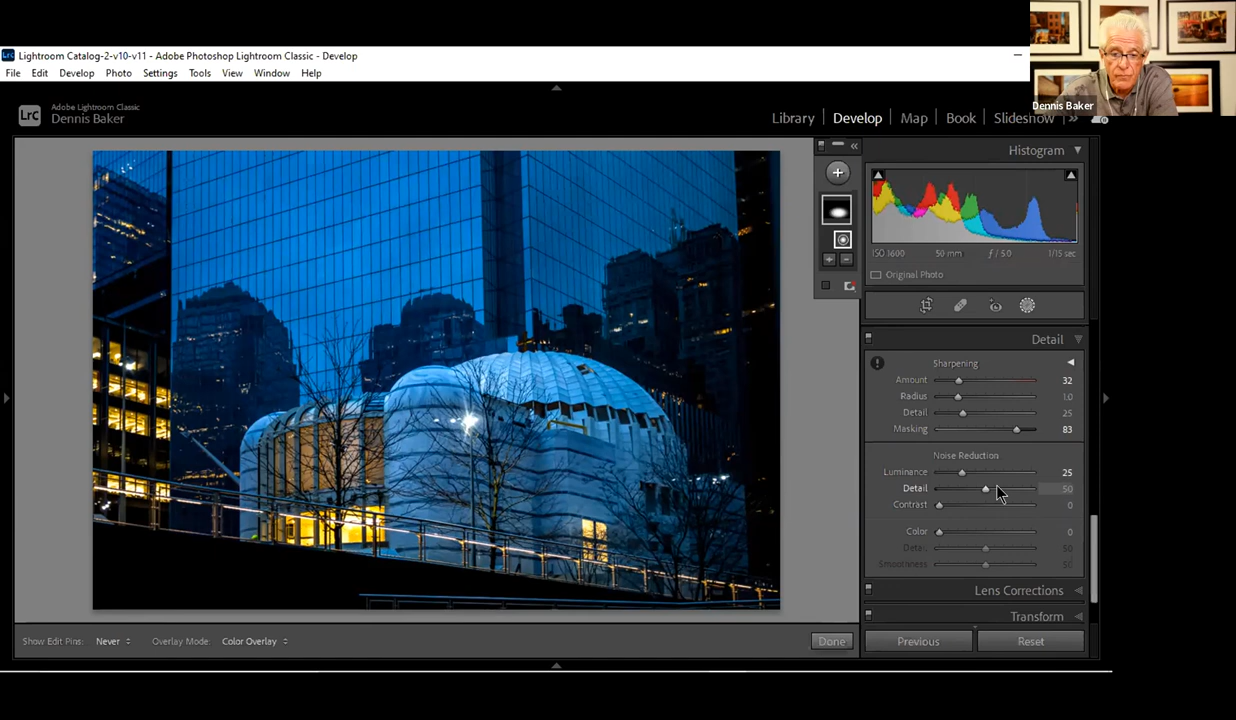 Lrc Lightroom Catalog-2-v10-v11 - Adobe Photoshop Lightroom Classic - Develop
File Edit Develop Photo Settings Tools View Window Help
Dennis Baker
Lrc Adobe Lightroom Classic
Dennis Baker
Library Develop Map Book Slideshow »
Histogram
ISO 1600 50 mm ƒ / 5.0 1/15 sec
Original Photo
Detail
Sharpening
Amount 32
Radius 1.0
Detail 25
Masking 83
Noise Reduction
Luminance 25
Detail 50
Contrast 0
Color 0
Detail 50
Smoothness 50
Lens Corrections
Transform
Show Edit Pins: Never Overlay Mode: Color Overlay Done Previous Reset